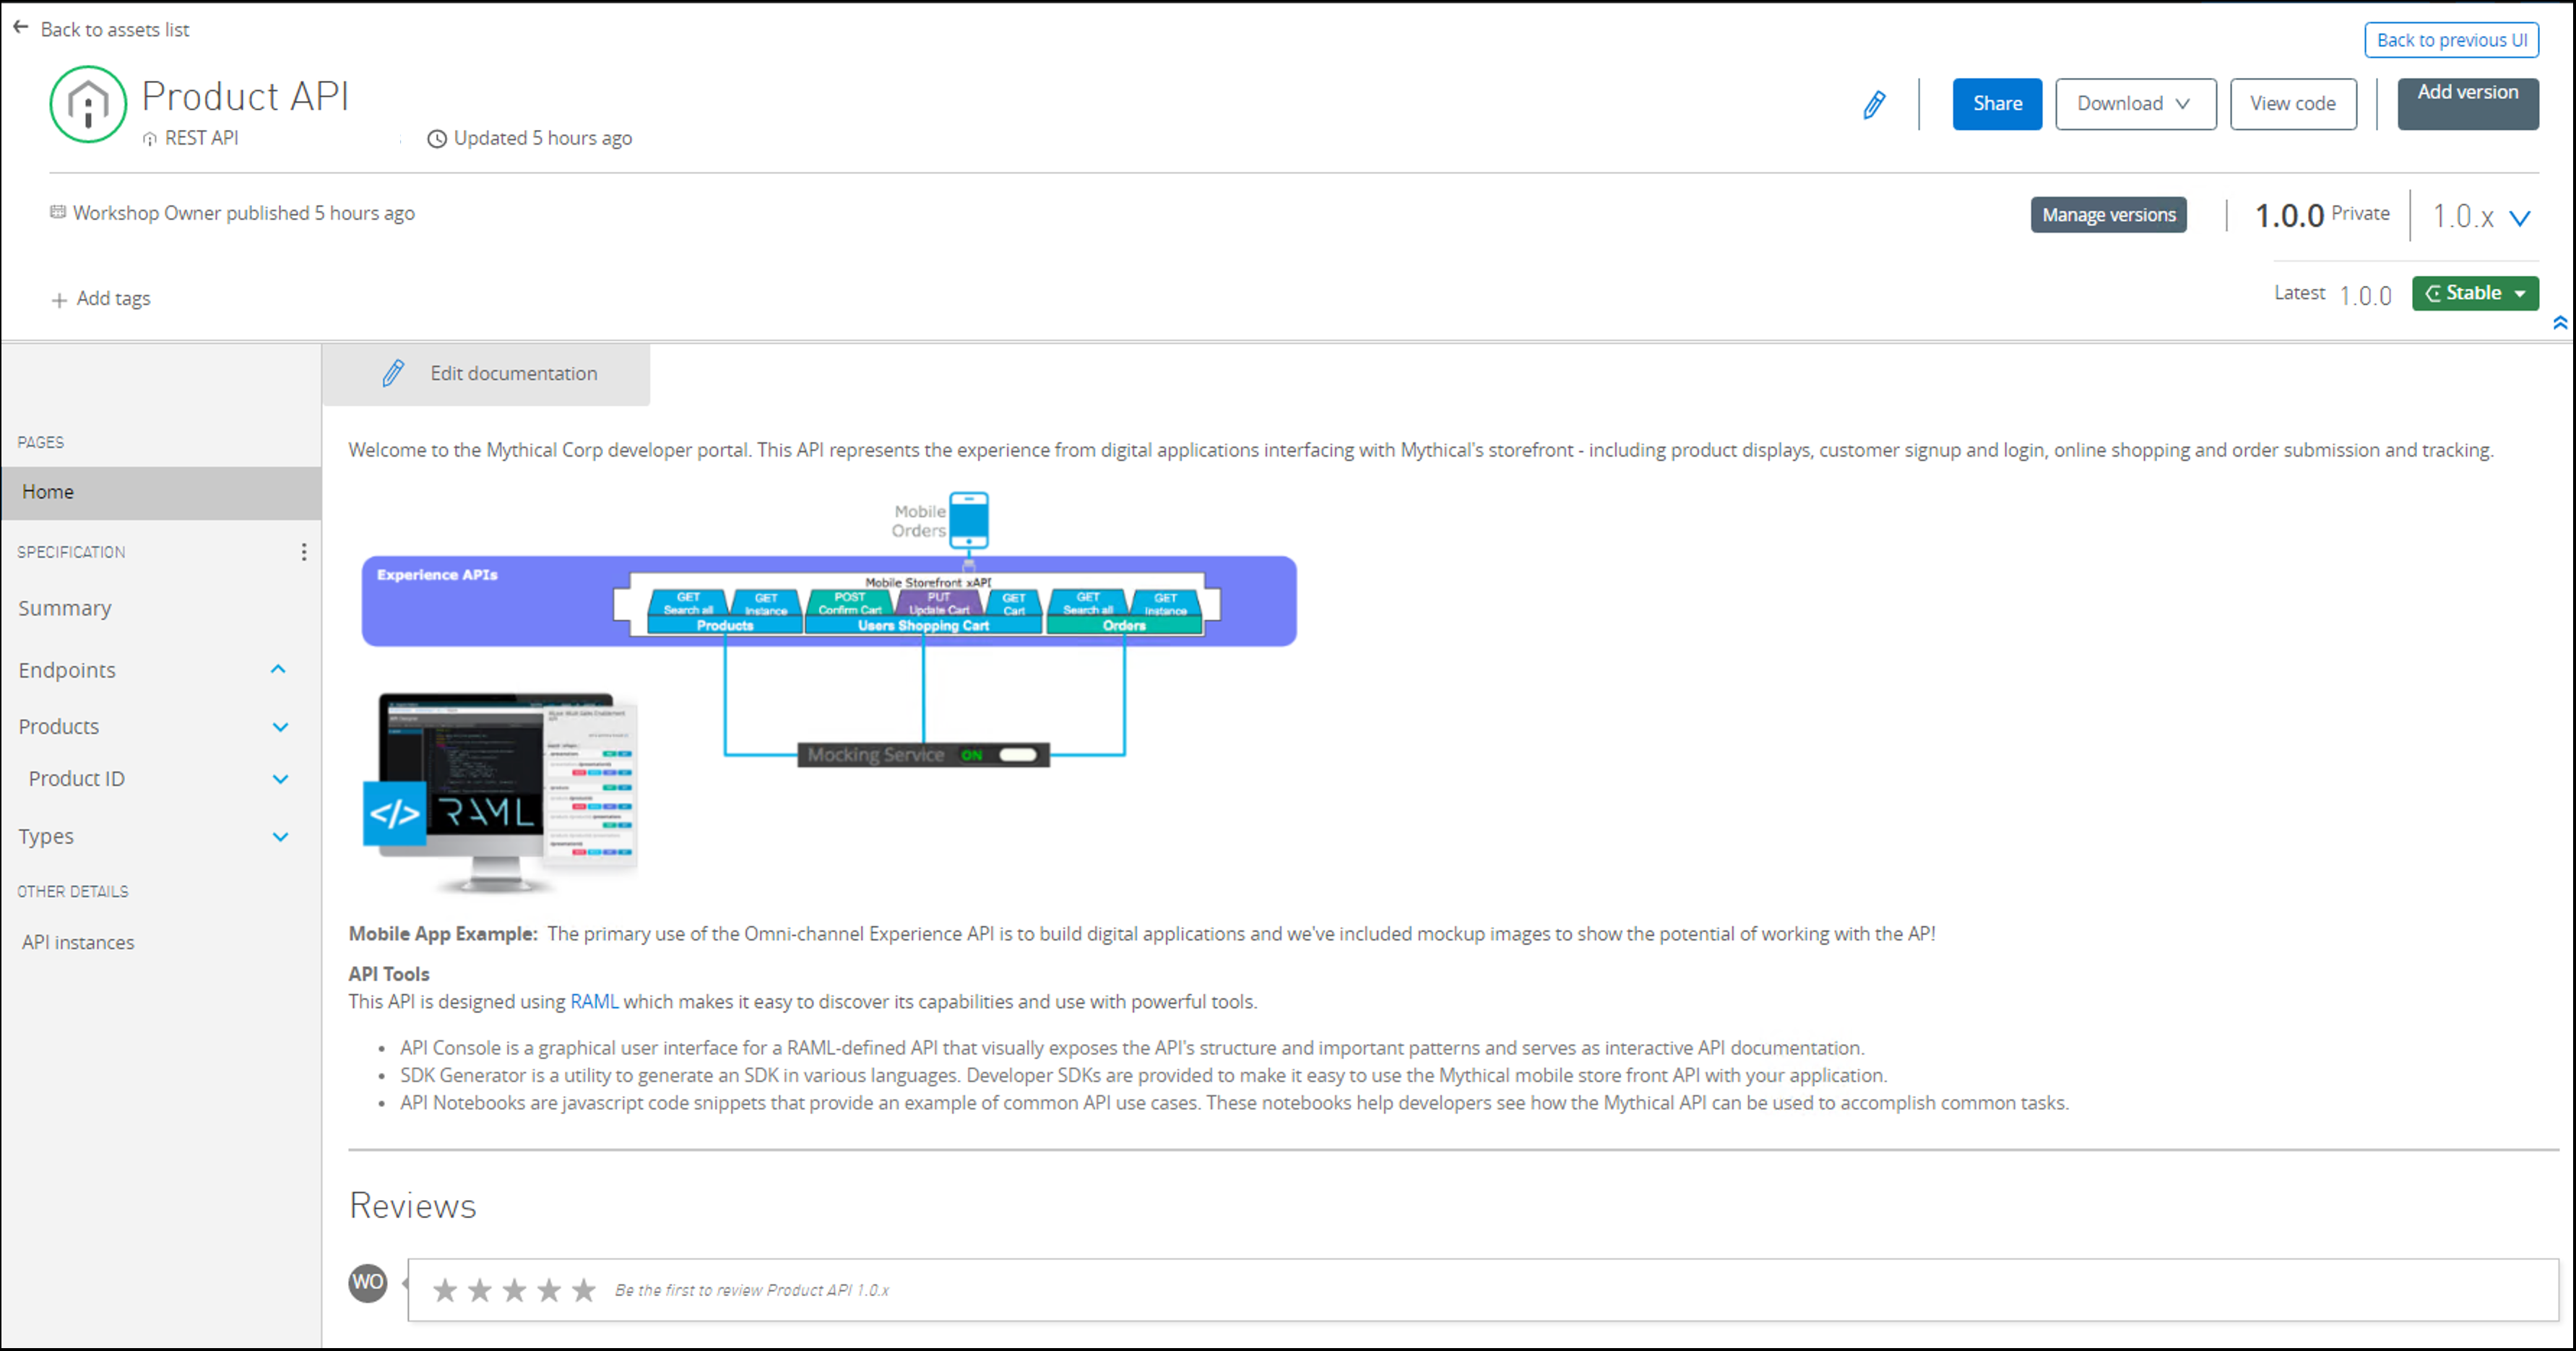 Back to assets list
Back to previous UI
Product API
REST API
Updated 5 hours ago
Share
Download
View code
Add version
Workshop Owner published 5 hours ago
Manage versions
1.0.0 Private
1.0.x
Add tags
Latest 1.0.0
Stable
Edit documentation
PAGES
Home
SPECIFICATION
Summary
Endpoints
Products
Product ID
Types
OTHER DETAILS
API instances
Welcome to the Mythical Corp developer portal. This API represents the experience from digital applications interfacing with Mythical's storefront - including product displays, customer signup and login, online shopping and order submission and tracking.
Mobile
Orders
Experience APIs
Mobile Storefront xAPI
GET
Search all
GET
Instance
POST
Confirm Cart
PUT
Update Cart
GET
Cart
GET
Search all
GET
Instance
Products
Users Shopping Cart
Orders
Mocking Service ON
</>
RAML
Mobile App Example: The primary use of the Omni-channel Experience API is to build digital applications and we've included mockup images to show the potential of working with the AP!
API Tools
This API is designed using RAML which makes it easy to discover its capabilities and use with powerful tools.
• API Console is a graphical user interface for a RAML-defined API that visually exposes the API's structure and important patterns and serves as interactive API documentation.
• SDK Generator is a utility to generate an SDK in various languages. Developer SDKs are provided to make it easy to use the Mythical mobile store front API with your application.
• API Notebooks are javascript code snippets that provide an example of common API use cases. These notebooks help developers see how the Mythical API can be used to accomplish common tasks.
Reviews
WO
Be the first to review Product API 1.0.x